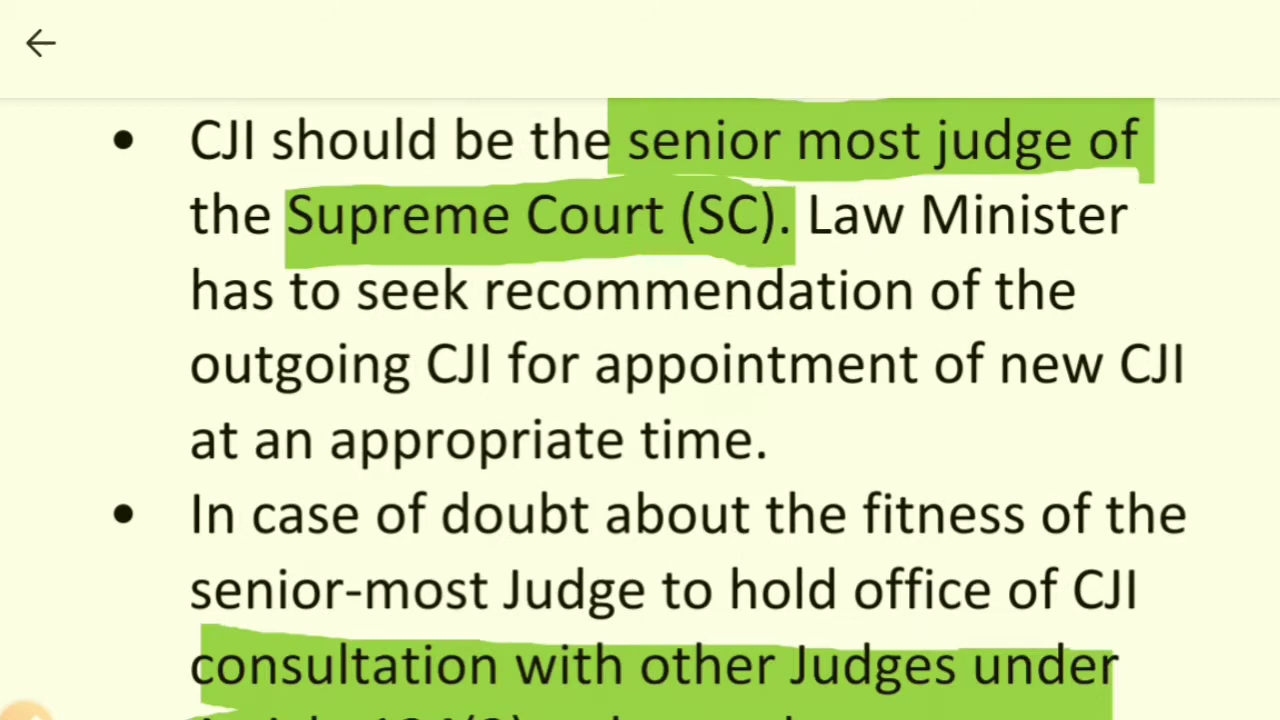 • CJI should be the senior most judge of
the Supreme Court (SC). Law Minister
has to seek recommendation of the
outgoing CJI for appointment of new CJI
at an appropriate time.
• In case of doubt about the fitness of the
senior-most Judge to hold office of CJI
consultation with other Judges under